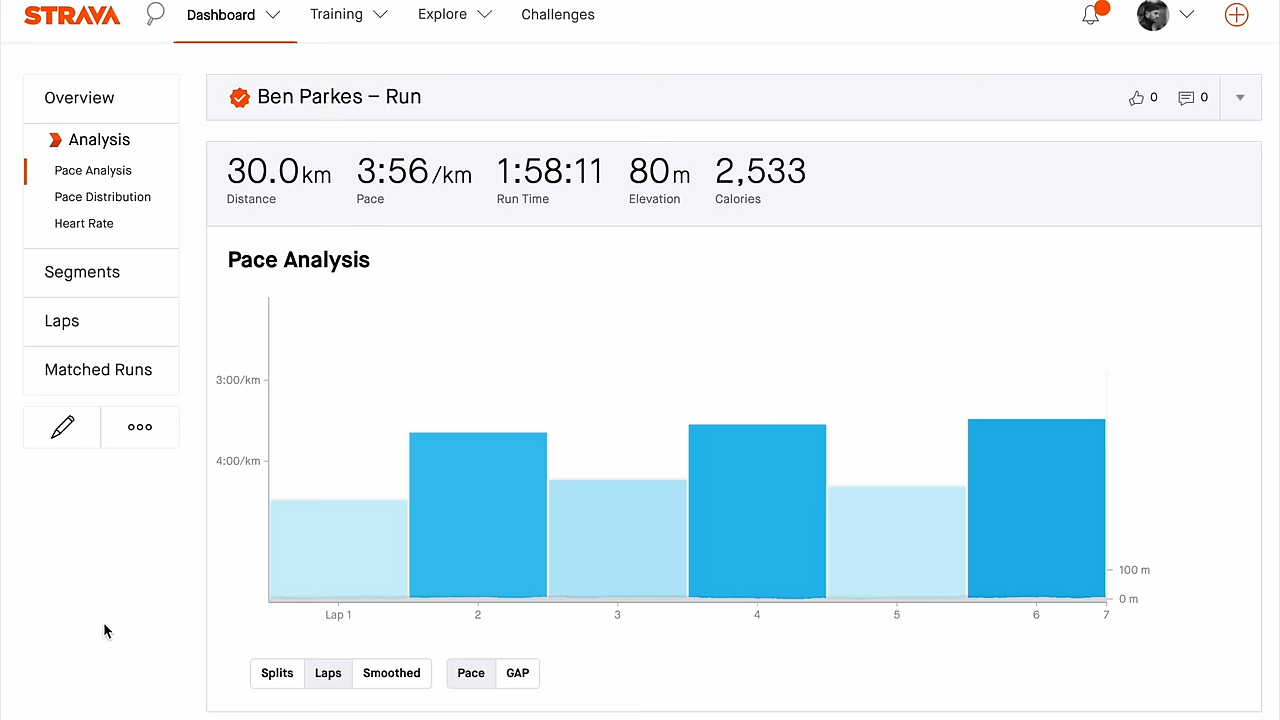 STRAVA Dashboard Training Explore Challenges
Overview
Analysis
Pace Analysis
Pace Distribution
Heart Rate
Segments
Laps
Matched Runs
Ben Parkes – Run 0 0
30.0km 3:56/km 1:58:11 80m 2,533
Distance Pace Run Time Elevation Calories
Pace Analysis
3:00/km
4:00/km
100 m
0 m
Lap 1 2 3 4 5 6 7
Splits Laps Smoothed Pace GAP